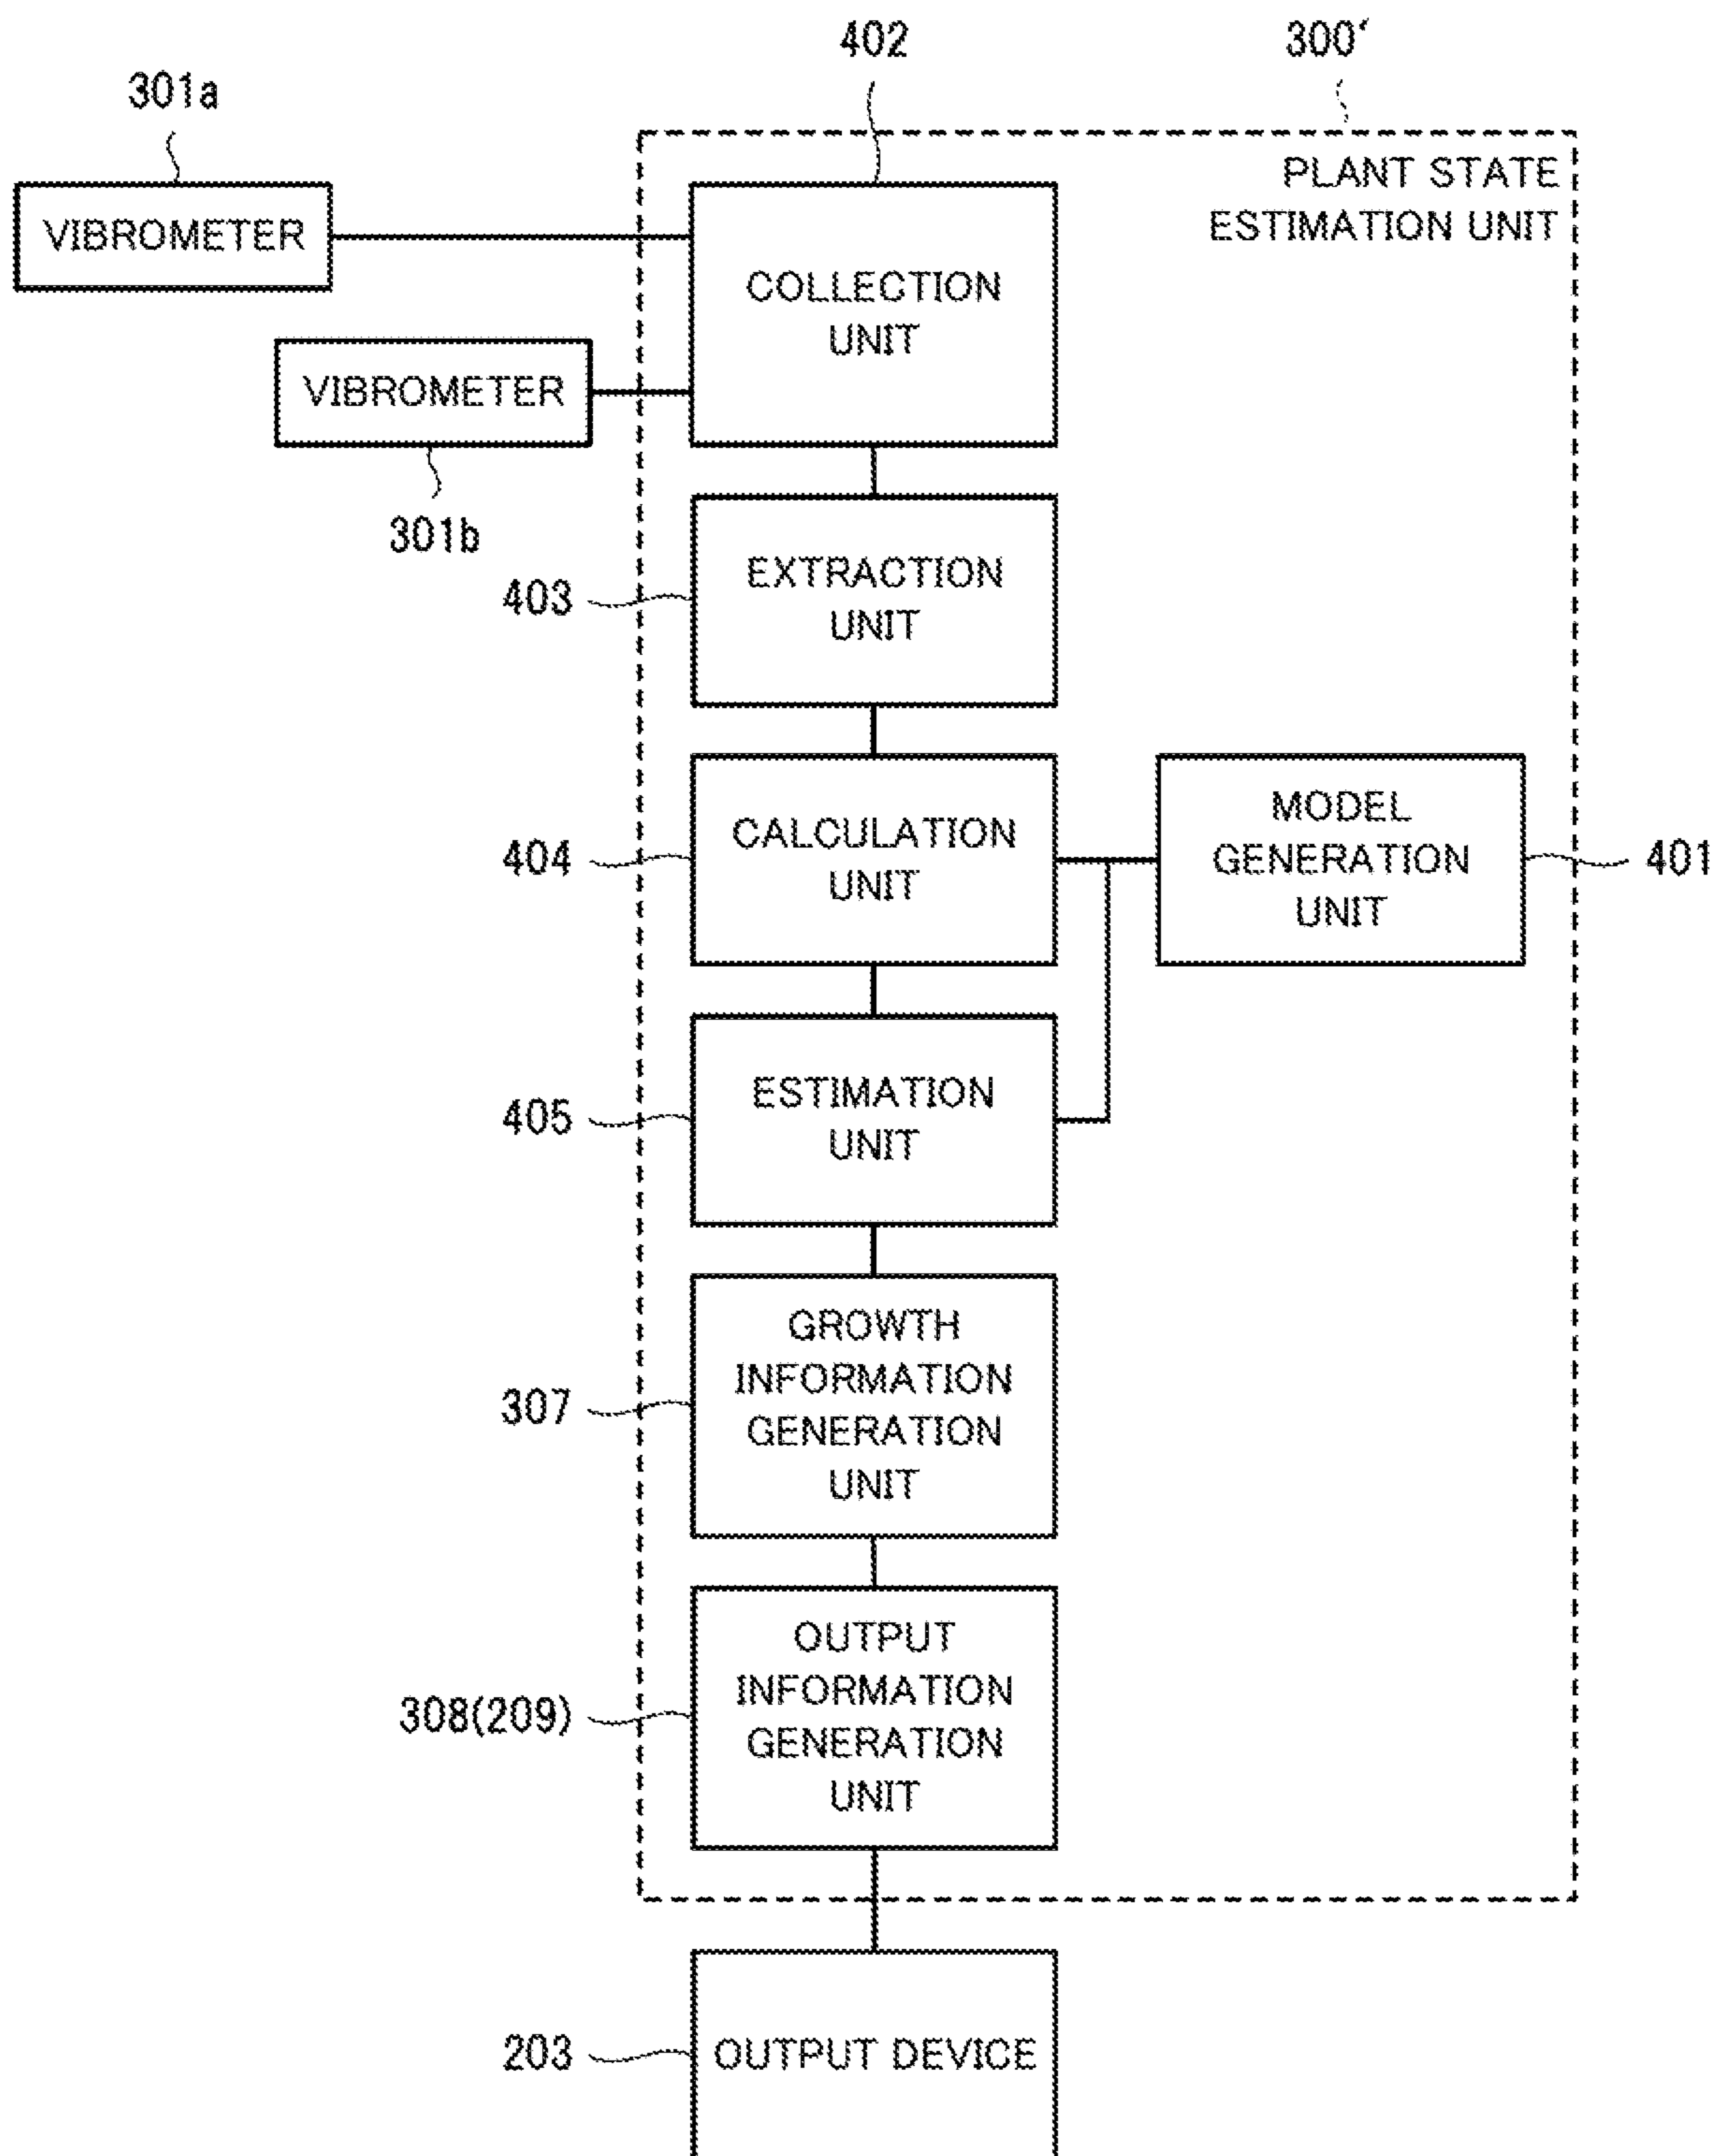 402
300′
301a
PLANT STATE
ESTIMATION UNIT
VIBROMETER
COLLECTION
UNIT
VIBROMETER
301b
403
EXTRACTION
UNIT
404
CALCULATION
UNIT
MODEL
GENERATION
UNIT
401
405
ESTIMATION
UNIT
307
GROWTH
INFORMATION
GENERATION
UNIT
308(209)
OUTPUT
INFORMATION
GENERATION
UNIT
203
OUTPUT DEVICE